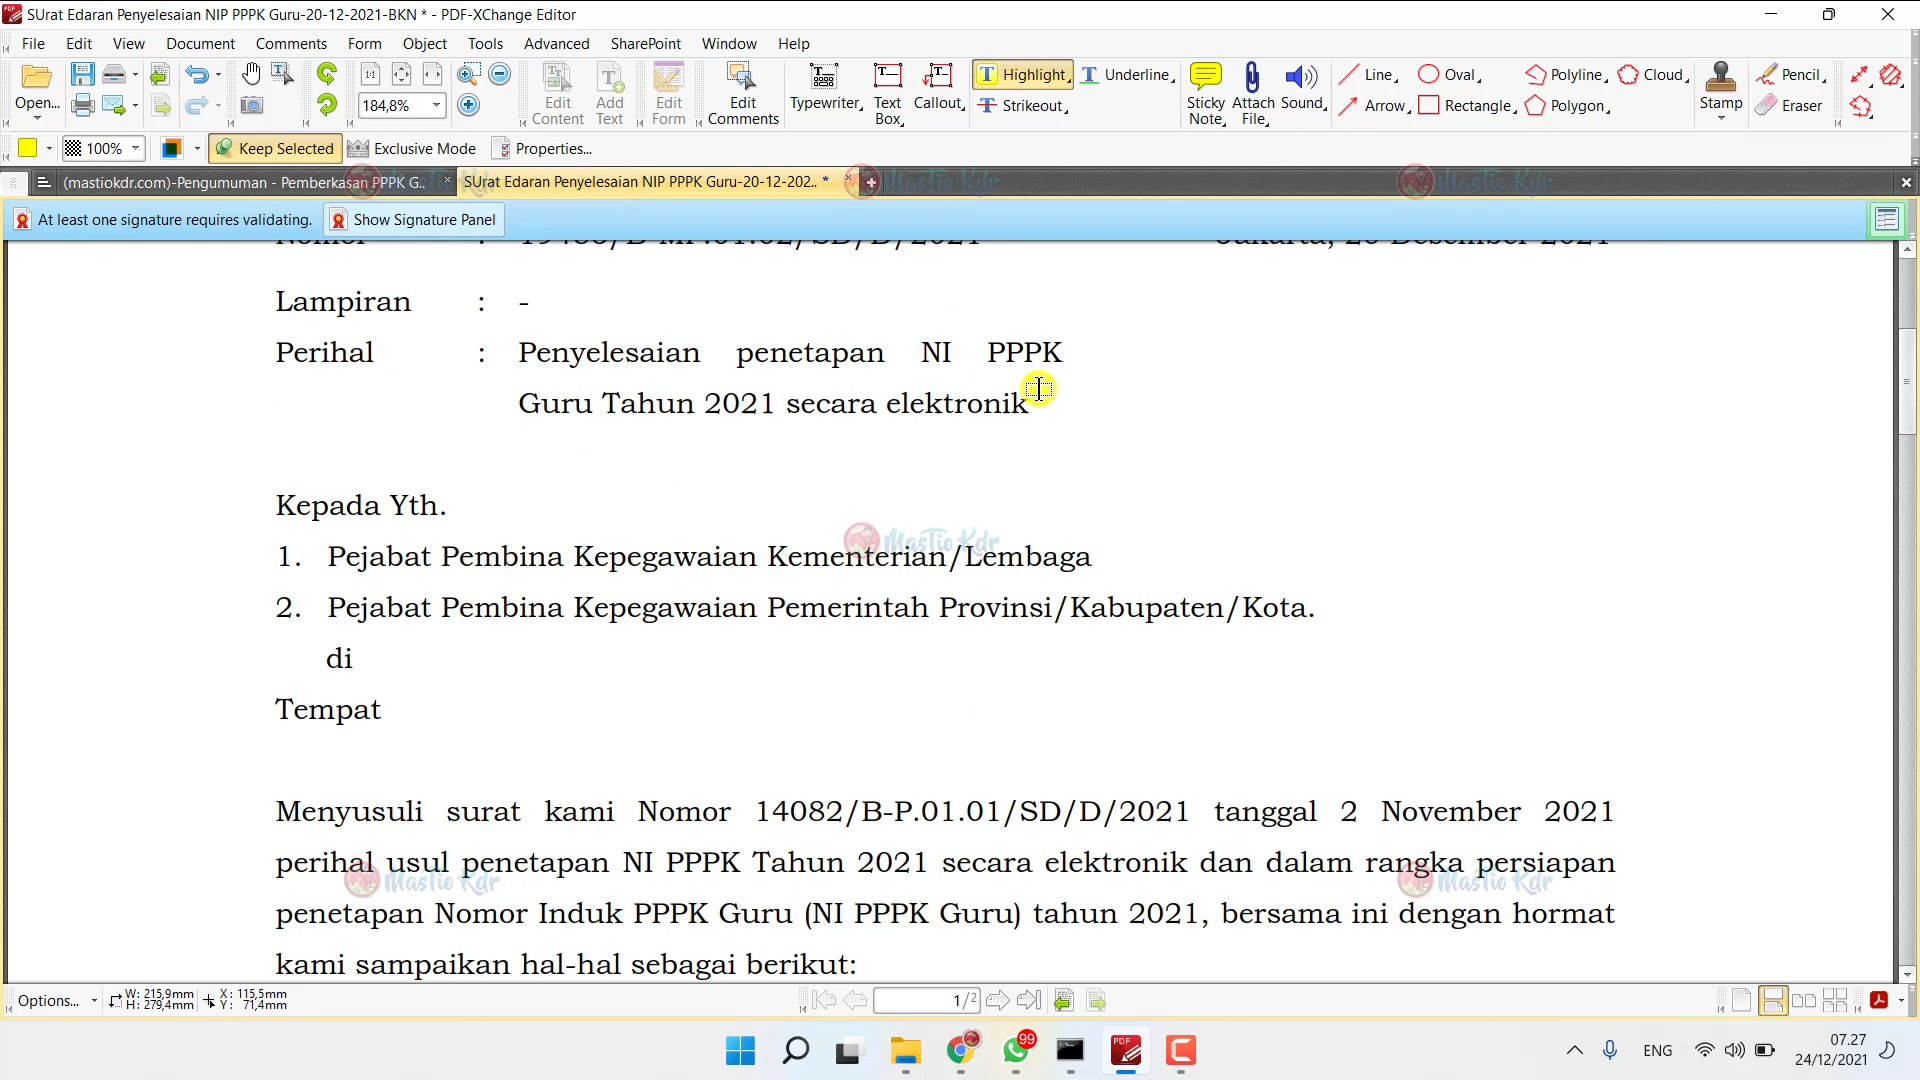 SUrat Edaran Penyelesaian NIP PPPK Guru-20-12-2021-BKN * - PDF-XChange Editor
File Edit View Document Comments Form Object Tools Advanced SharePoint Window Help
Open... 184,8% Edit Content Add Text Edit Form Edit Comments Typewriter Text Box Callout Highlight Underline Strikeout Sticky Note Attach File Sound Line Arrow Oval Rectangle Polyline Polygon Cloud Stamp Pencil Eraser
100% Keep Selected Exclusive Mode Properties...
(mastiokdr.com)-Pengumuman - Pemberkasan PPPK G.. SUrat Edaran Penyelesaian NIP PPPK Guru-20-12-202.. *
At least one signature requires validating. Show Signature Panel
Lampiran : -
Perihal : Penyelesaian penetapan NI PPPK
Guru Tahun 2021 secara elektronik
Kepada Yth.
1. Pejabat Pembina Kepegawaian Kementerian/Lembaga
2. Pejabat Pembina Kepegawaian Pemerintah Provinsi/Kabupaten/Kota.
di
Tempat
Menyusuli surat kami Nomor 14082/B-P.01.01/SD/D/2021 tanggal 2 November 2021
perihal usul penetapan NI PPPK Tahun 2021 secara elektronik dan dalam rangka persiapan
penetapan Nomor Induk PPPK Guru (NI PPPK Guru) tahun 2021, bersama ini dengan hormat
kami sampaikan hal-hal sebagai berikut:
MasTio Kdr
MasTio Kdr
MasTio Kdr
Options... W: 215,9mm H: 279,4mm X: 115,5mm Y: 71,4mm 1/2
99 ENG 07.27
24/12/2021